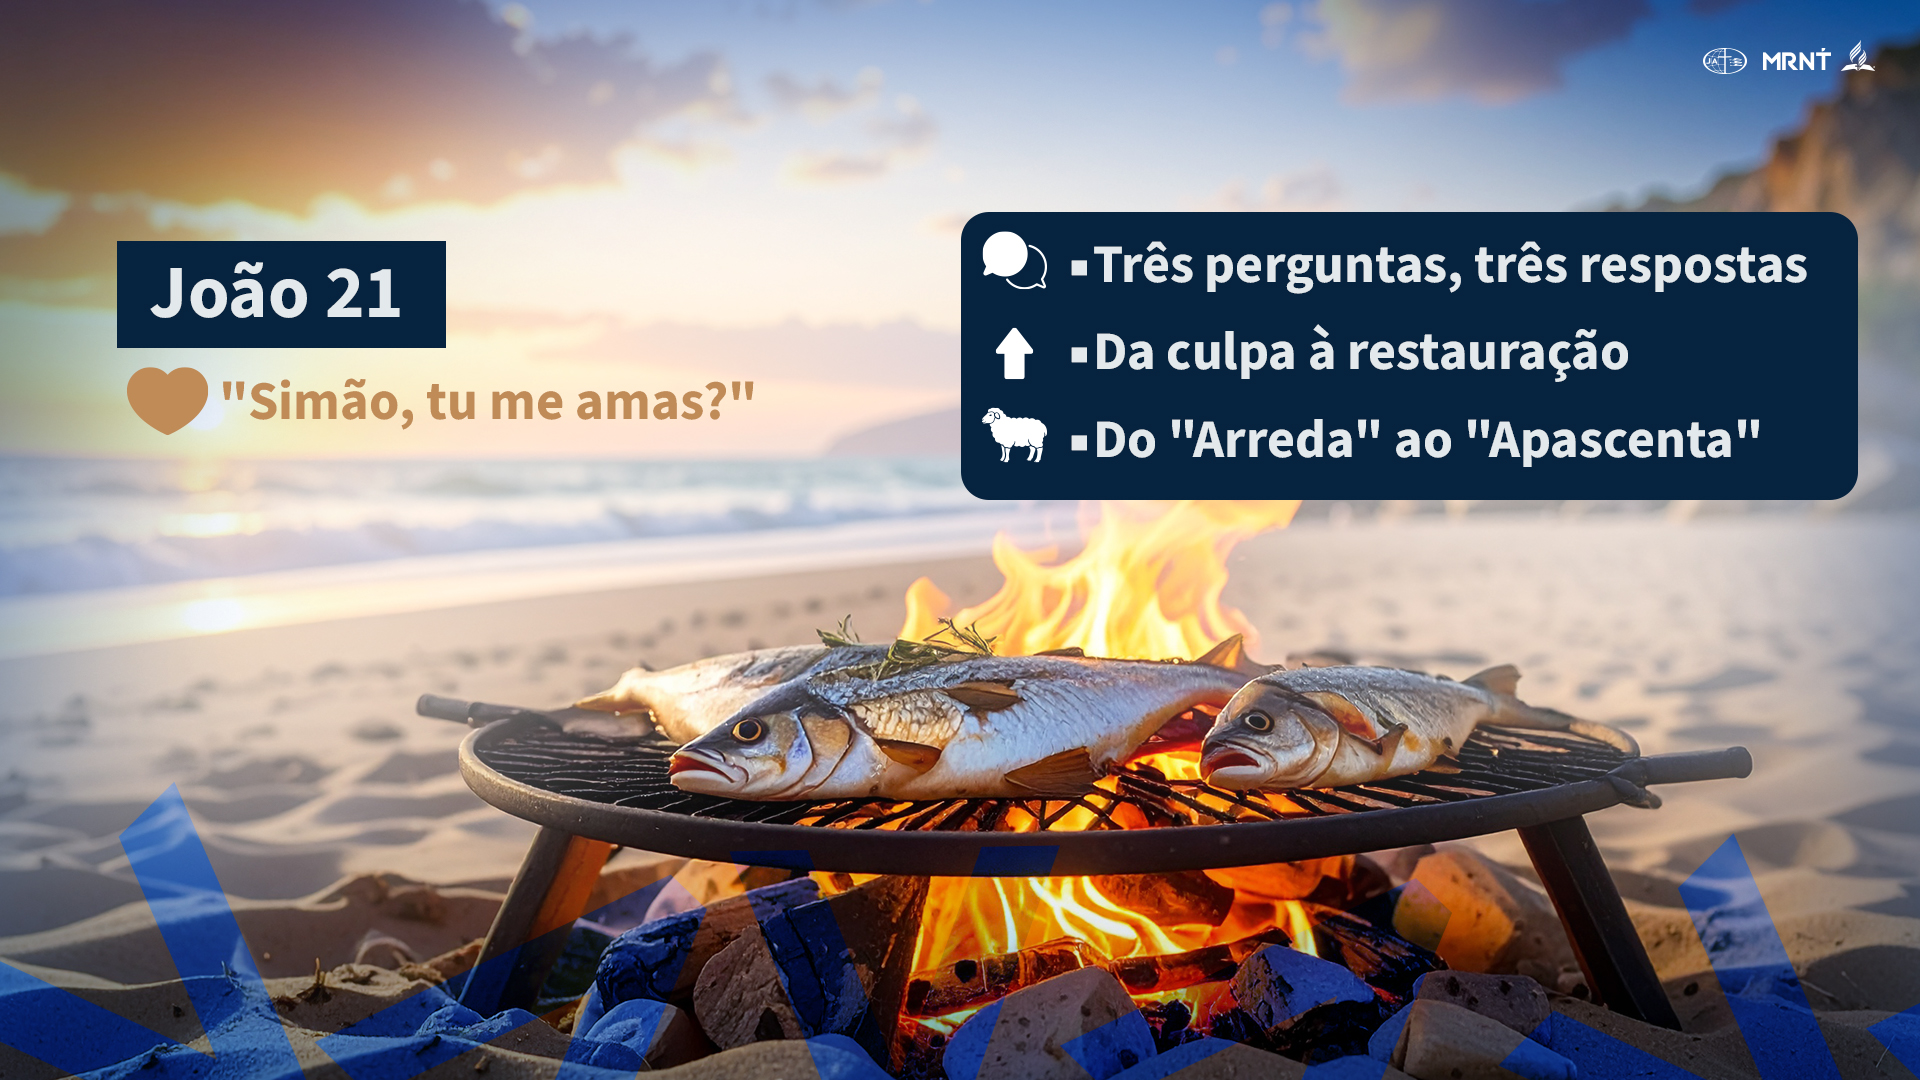 MRNT
João 21
"Simão, tu me amas?"
▪Três perguntas, três respostas
▪Da culpa à restauração
▪Do "Arreda" ao "Apascenta"